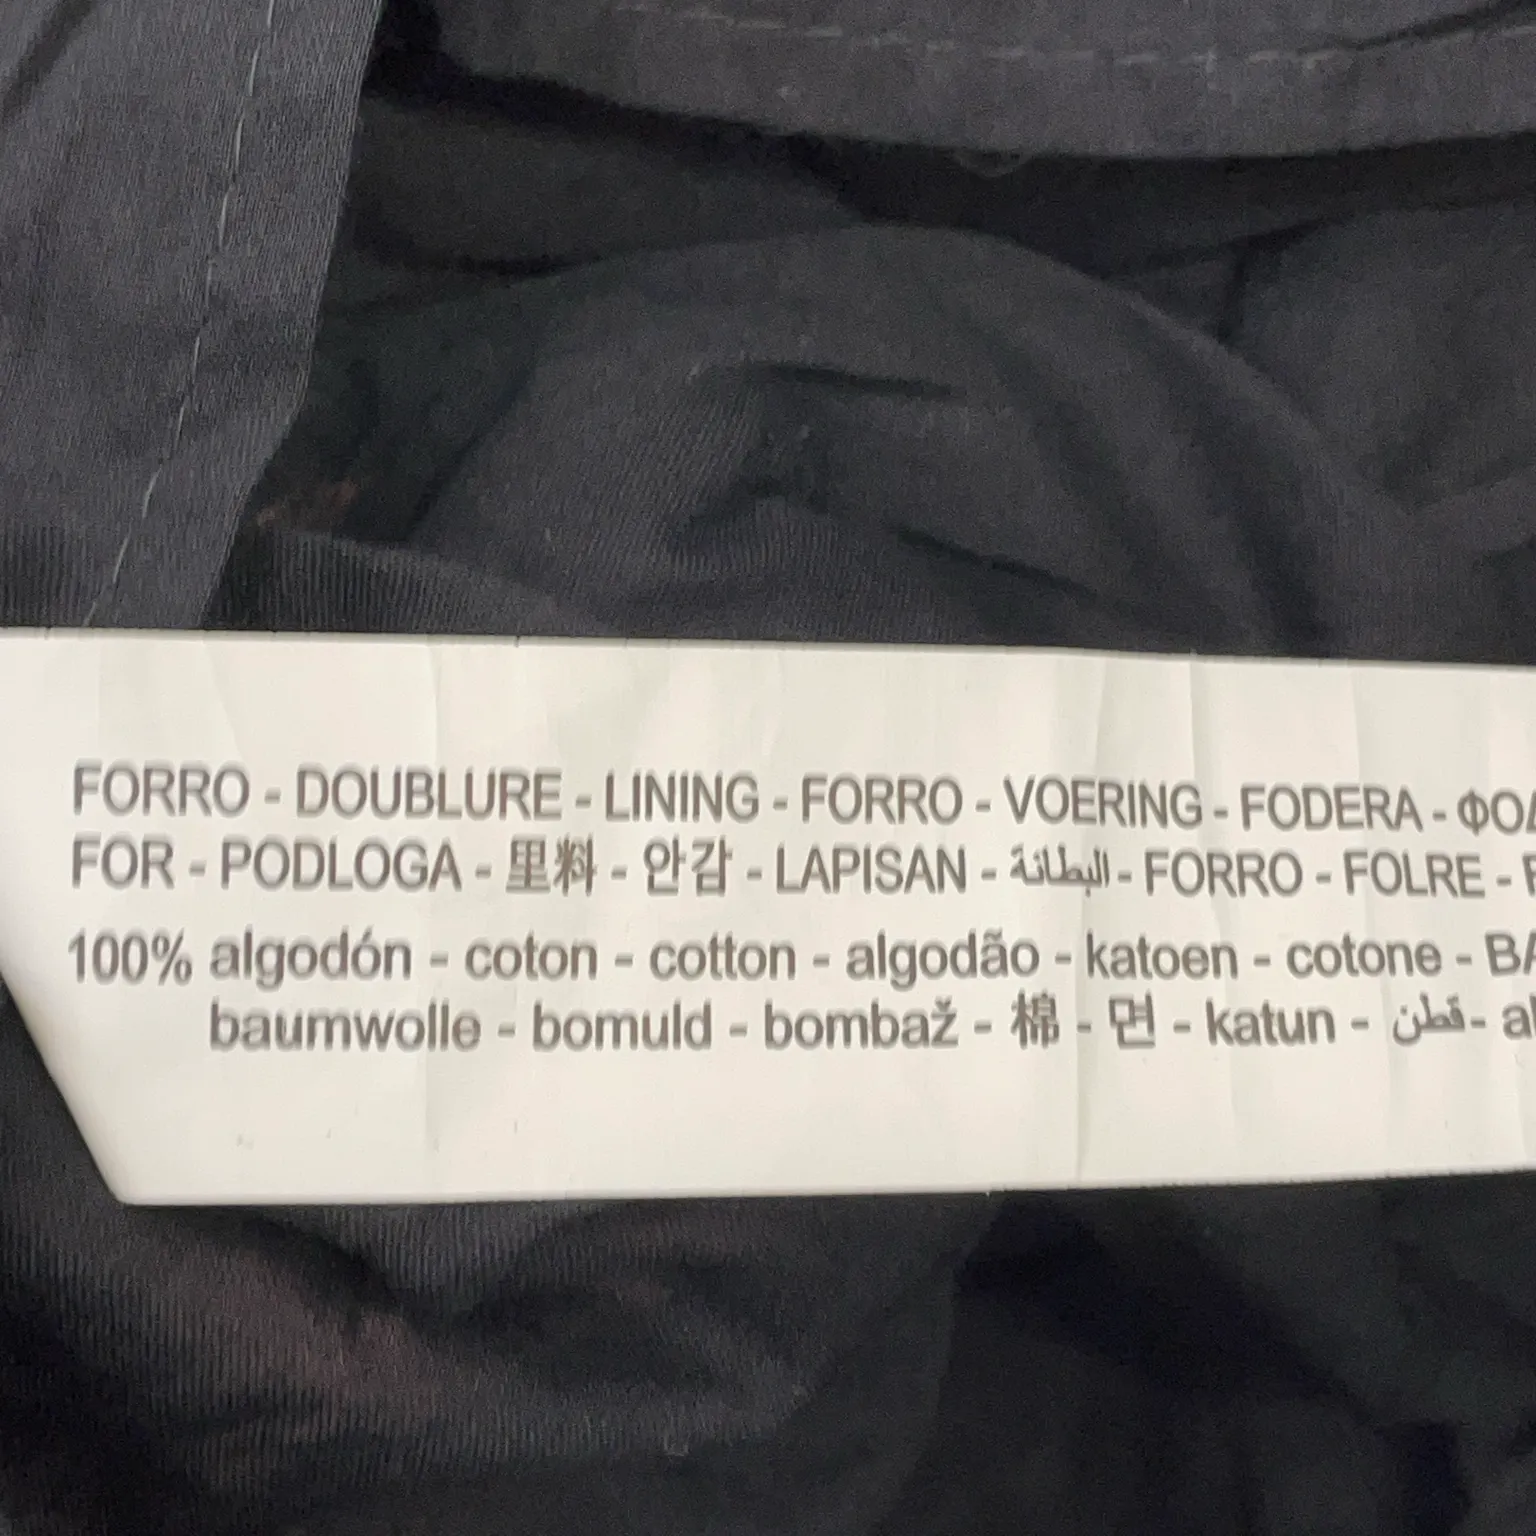 FORRO - DOUBLURE - LINING - FORRO - VOERING - FODERA -
FOR - PODLOGA - 里料 - 안감 - LAPISAN - البطانة - FORRO - FOLRE -
100% algodón - coton - cotton - algodão - katoen - cotone -
baumwolle - bomuld - bombaž - 棉 - 면 - katun - قطن -